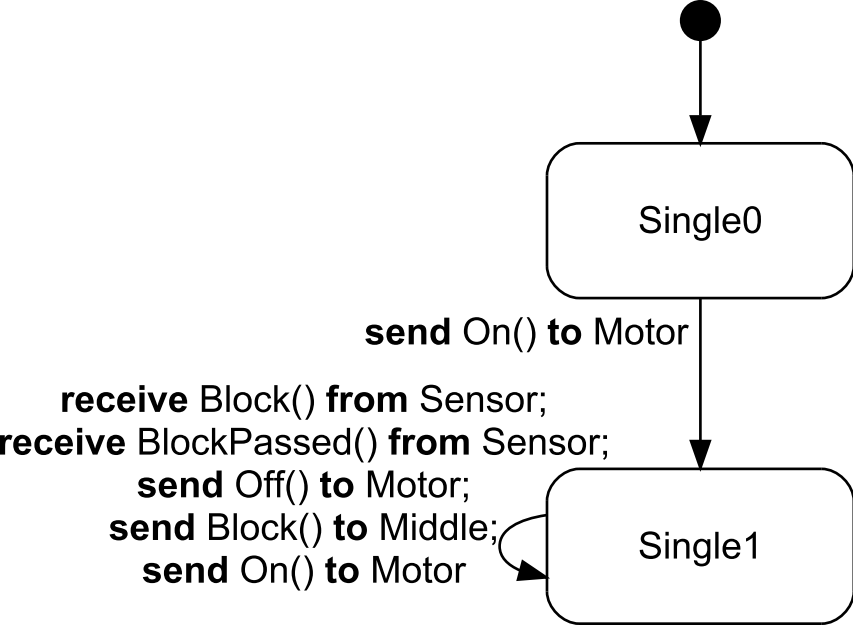 Single0
send On() to Motor
receive Block() from Sensor;
receive BlockPassed() from Sensor;
send Off() to Motor;
send Block() to Middle;
send On() to Motor
Single1